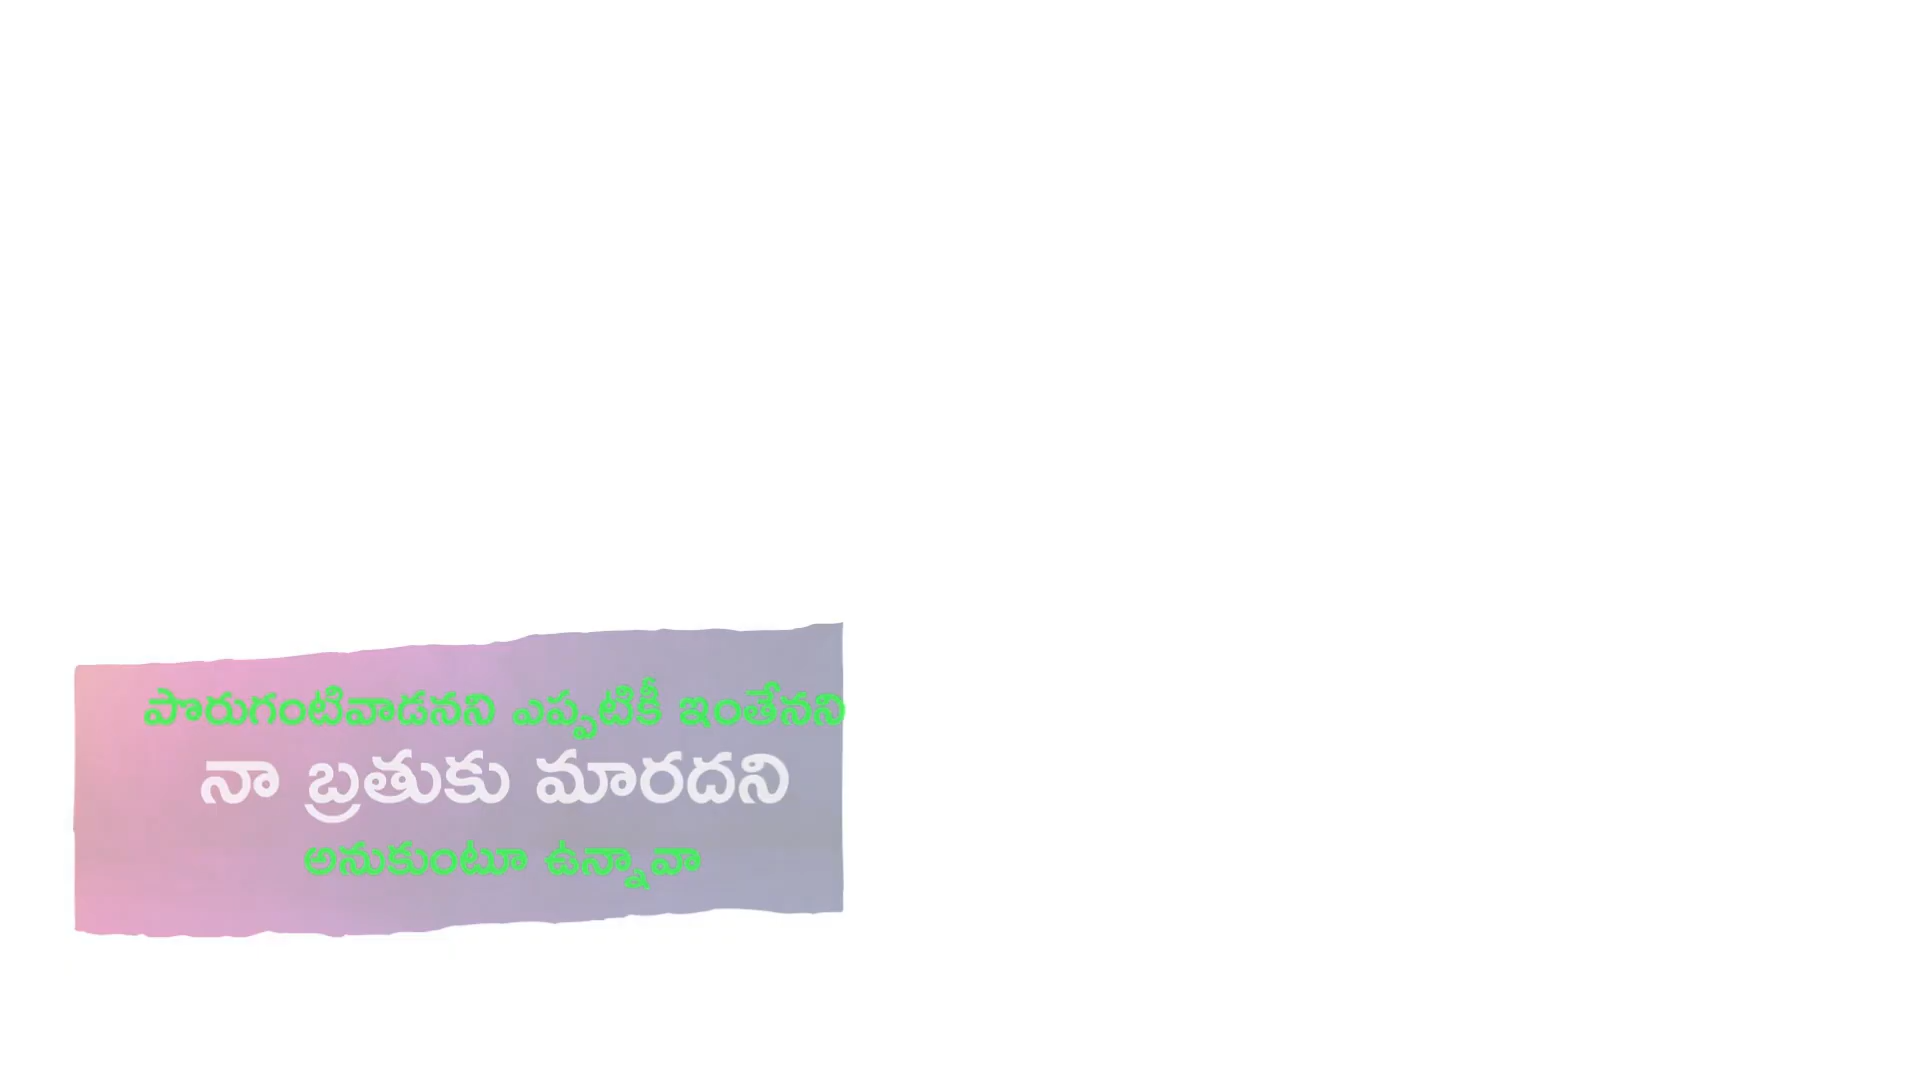 పొరుగంటివాడనని ఎప్పటికీ ఇంతేనని
నా బ్రతుకు మారదని
అనుకుంటూ ఉన్నావా